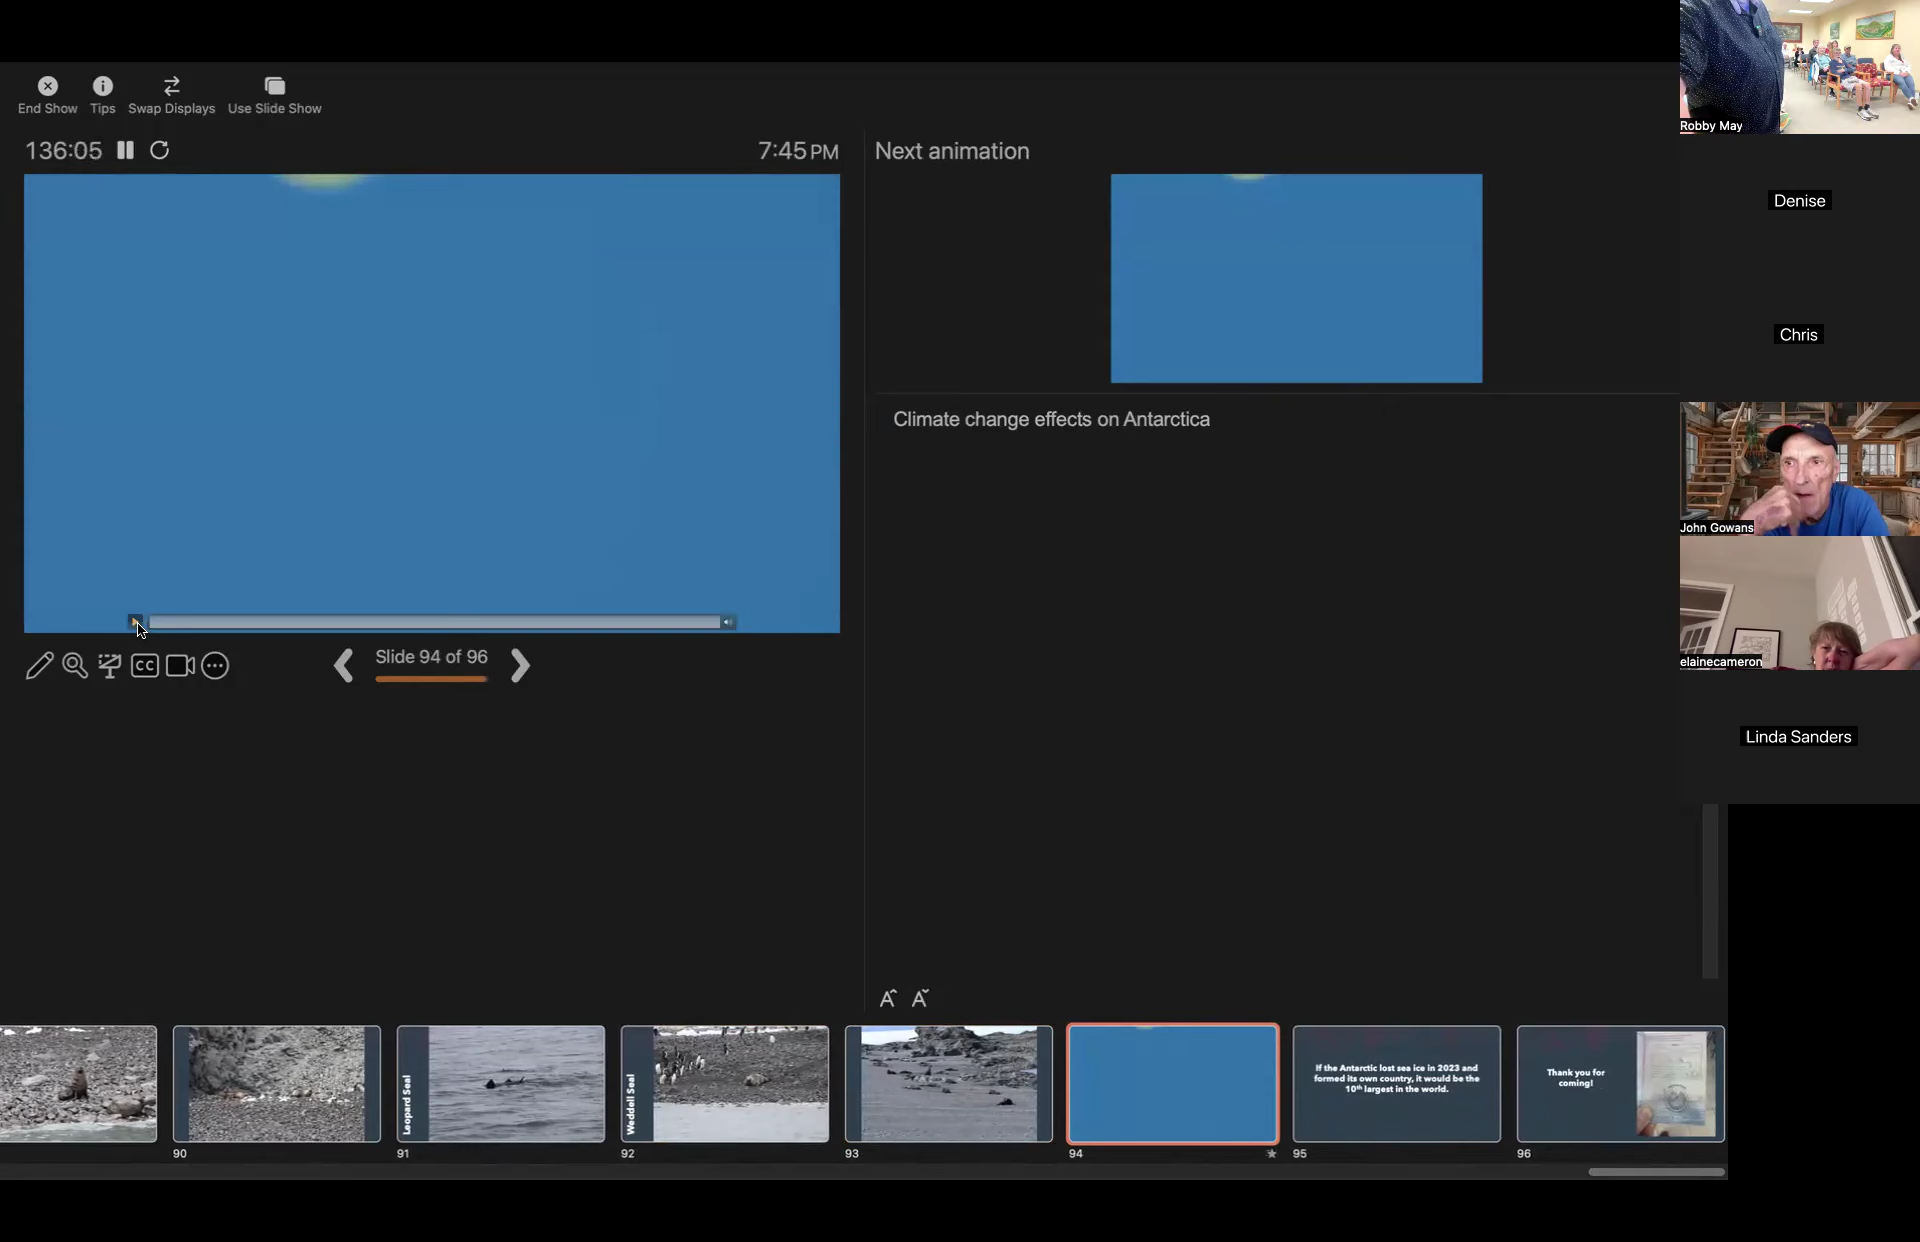 End Show
Tips
Swap Displays
Use Slide Show
136:05
7:45 PM
Next animation
Climate change effects on Antarctica
CC
Slide 94 of 96
A A
Leopard Seal
Weddell Seal
If the Antarctic lost sea ice in 2023 and
formed its own country, it would be the
10th largest in the world.
Thank you for
coming!
90
91
92
93
94
95
96
Robby May
Denise
Chris
John Gowans
elainecameron
Linda Sanders